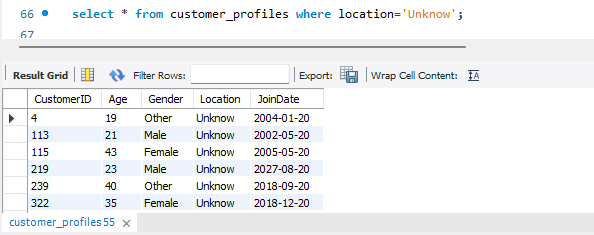 66 select * from customer_profiles where location='Unknow';
67
Result Grid Filter Rows: Export: Wrap Cell Content: IA
CustomerID Age Gender Location JoinDate
4 19 Other Unknow 2004-01-20
113 21 Male Unknow 2002-05-20
115 43 Female Unknow 2005-05-20
219 23 Male Unknow 2027-08-20
239 40 Other Unknow 2018-09-20
322 35 Female Unknow 2018-12-20
customer_profiles55 ×